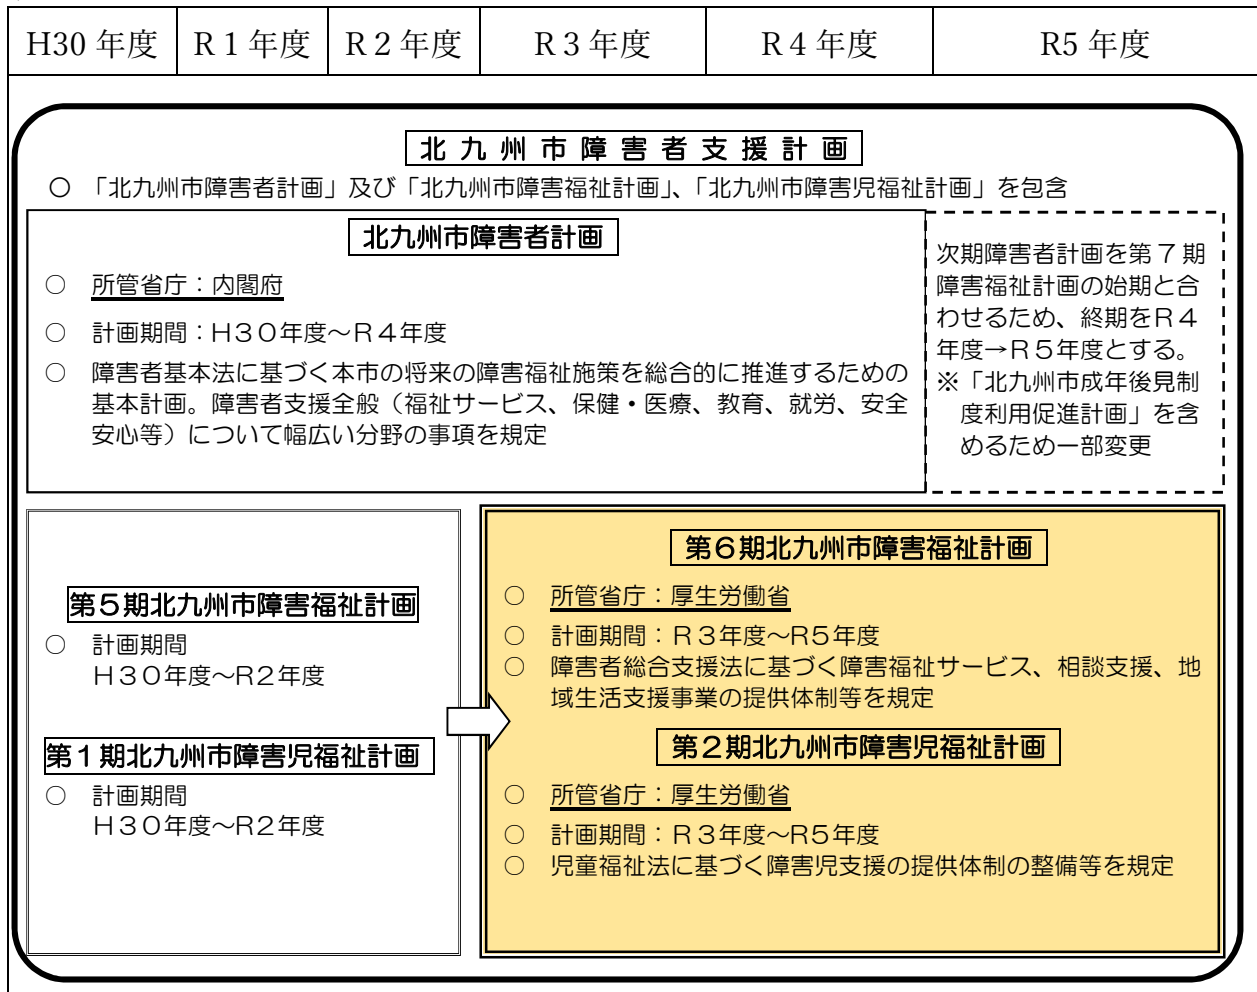 H30 年度 R１年度 R２年度 R３年度 R４年度 R5 年度
北九州市障害者支援計画
〇 「北九州市障害者計画」及び「北九州市障害福祉計画」、「北九州市障害児福祉計画」を包含
北九州市障害者計画
○ 所管省庁：内閣府
○ 計画期間：Ｈ３０年度～Ｒ４年度
○ 障害者基本法に基づく本市の将来の障害福祉施策を総合的に推進するための
基本計画。障害者支援全般（福祉サービス、保健・医療、教育、就労、安全
安心等）について幅広い分野の事項を規定
次期障害者計画を第７期
障害福祉計画の始期と合
わせるため、終期をＲ４
年度→Ｒ５年度とする。
※「北九州市成年後見制
度利用促進計画」を含
めるため一部変更
第５期北九州市障害福祉計画
○ 計画期間
Ｈ３０年度～Ｒ２年度
第１期北九州市障害児福祉計画
○ 計画期間
Ｈ３０年度～Ｒ２年度
第６期北九州市障害福祉計画
○ 所管省庁：厚生労働省
○ 計画期間：Ｒ３年度～Ｒ５年度
○ 障害者総合支援法に基づく障害福祉サービス、相談支援、地
域生活支援事業の提供体制等を規定
第２期北九州市障害児福祉計画
○ 所管省庁：厚生労働省
○ 計画期間：Ｒ３年度～Ｒ５年度
○ 児童福祉法に基づく障害児支援の提供体制の整備等を規定